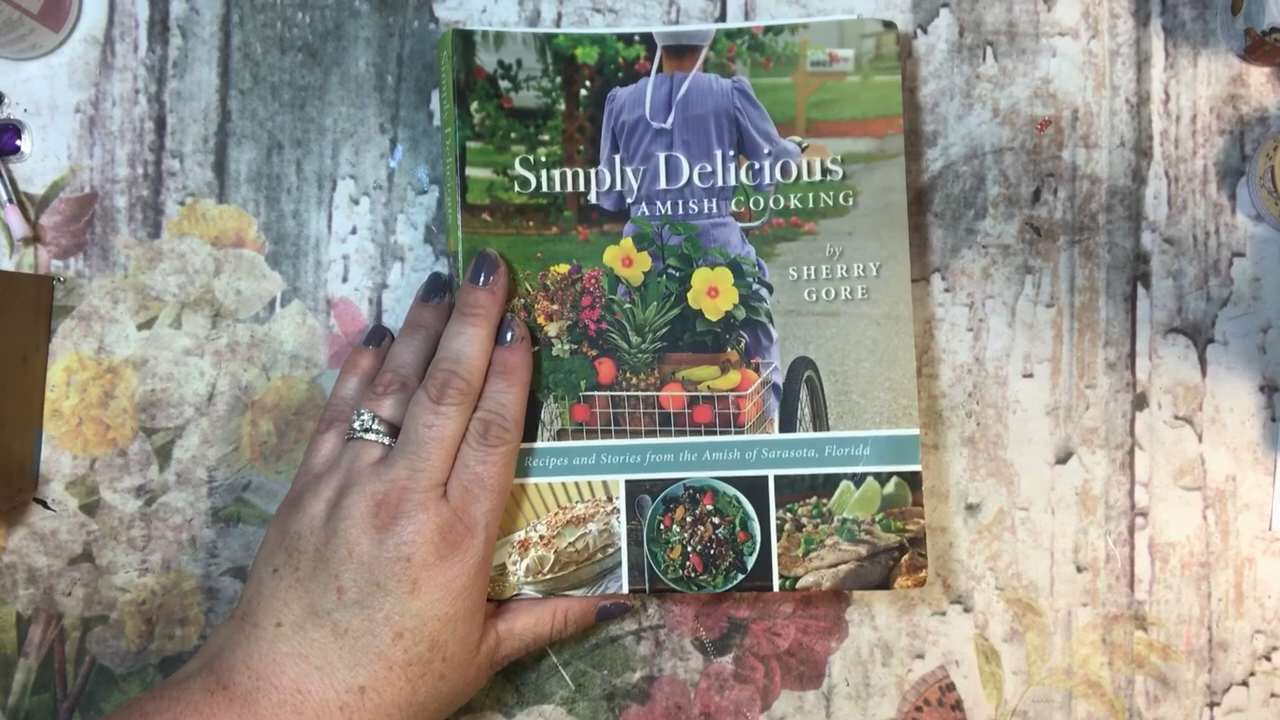 Simply Delicious
AMISH COOKING
by
SHERRY
GORE
Recipes and Stories from the Amish of Sarasota, Florida